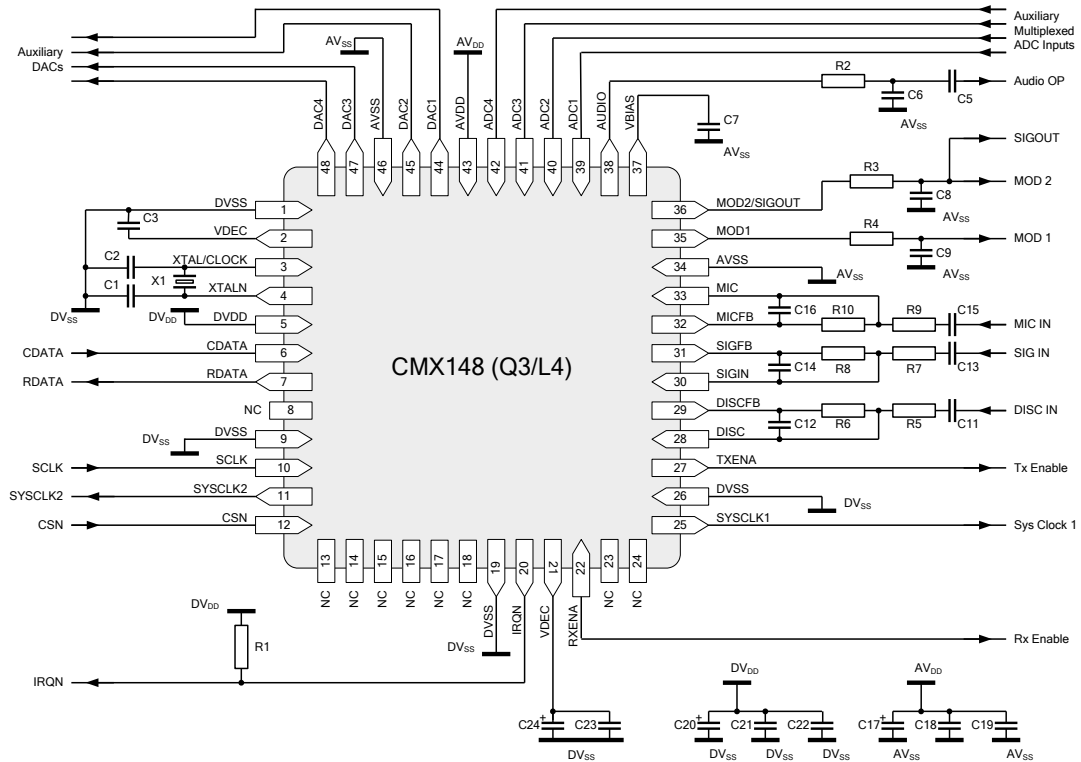 Auxiliary
DACs
AVSS
AVDD
Auxiliary
Multiplexed
ADC Inputs
R2
C6
C5
Audio OP
AVSS
C7
AVSS
SIGOUT
DAC4
DAC3
AVSS
DAC2
DAC1
AVDD
ADC4
ADC3
ADC2
ADC1
AUDIO
VBIAS
48
47
46
45
44
43
42
41
40
39
38
37
C3
DVSS
1
VDEC
2
C2
XTAL/CLOCK
3
X1
C1
XTALN
4
DVSS
DVDD
DVDD
5
CDATA
CDATA
6
RDATA
RDATA
7
NC
8
DVSS
DVSS
9
SCLK
SCLK
10
SYSCLK2
SYSCLK2
11
CSN
CSN
12
CMX148 (Q3/L4)
36
MOD2/SIGOUT
R3
C8
MOD 2
AVSS
35
MOD1
R4
C9
MOD 1
AVSS
34
AVSS
AVSS
33
MIC
C16
32
MICFB
R10
R9
C15
MIC IN
31
SIGFB
C14
R8
R7
C13
SIG IN
30
SIGIN
29
DISCFB
C12
R6
R5
C11
DISC IN
28
DISC
27
TXENA
Tx Enable
26
DVSS
DVSS
25
SYSCLK1
Sys Clock 1
13
14
15
16
17
18
19
20
21
22
23
24
NC
NC
NC
NC
NC
NC
DVSS
IRQN
VDEC
RXENA
NC
NC
DVSS
DVDD
R1
IRQN
Rx Enable
C24
+
C23
DVSS
DVDD
C20
+
C21
C22
DVSS
DVSS
DVSS
AVDD
C17
+
C18
C19
AVSS
AVSS